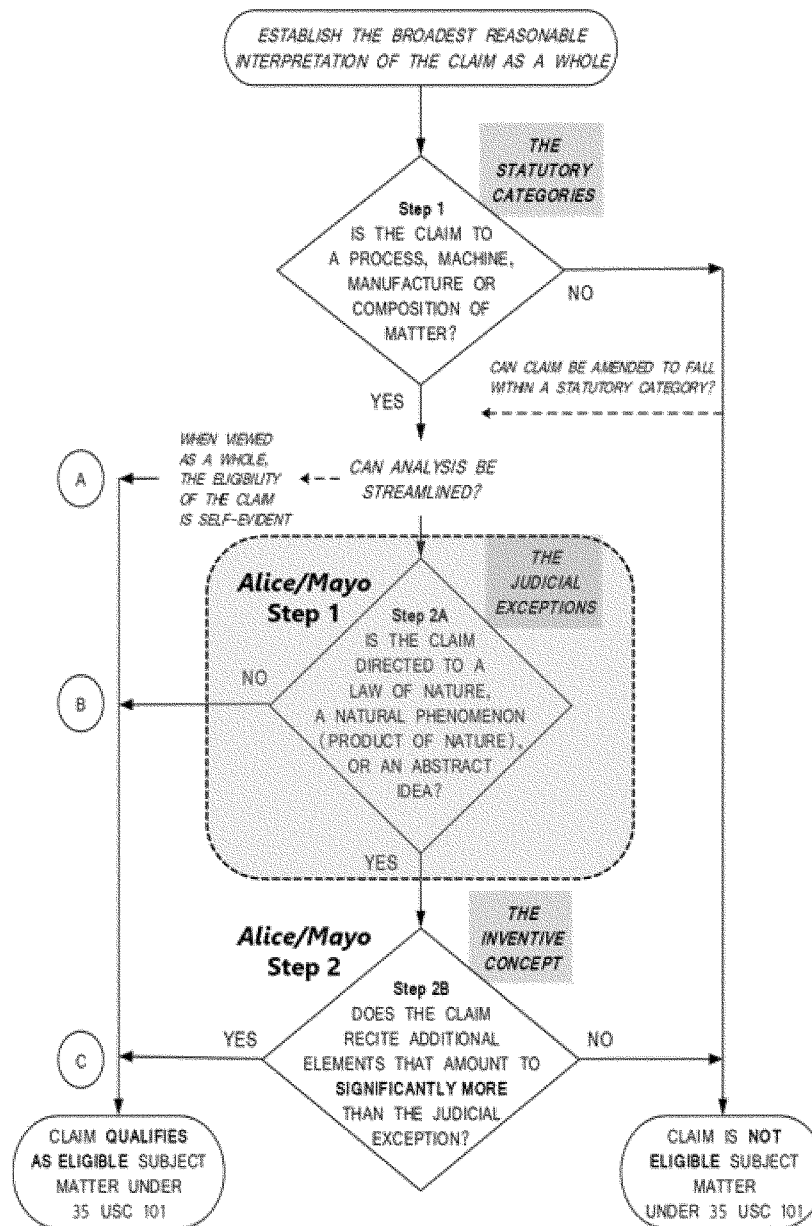 ESTABLISH THE BROADEST REASONABLE
INTERPRETATION OF THE CLAIM AS A WHOLE
THE
STATUTORY
CATEGORIES
Step 1
IS THE CLAIM TO
A PROCESS, MACHINE,
MANUFACTURE OR
COMPOSITION OF
MATTER?
NO
YES
CAN CLAIM BE AMENDED TO FALL
WITHIN A STATUTORY CATEGORY?
A
WHEN VIEWED
AS A WHOLE,
THE ELIGIBILITY
OF THE CLAIM
IS SELF-EVIDENT
CAN ANALYSIS BE
STREAMLINED?
THE
JUDICIAL
EXCEPTIONS
Alice/Mayo
Step 1
Step 2A
IS THE CLAIM
DIRECTED TO A
LAW OF NATURE,
A NATURAL PHENOMENON
(PRODUCT OF NATURE),
OR AN ABSTRACT
IDEA?
NO
B
YES
THE
INVENTIVE
CONCEPT
Alice/Mayo
Step 2
Step 2B
DOES THE CLAIM
RECITE ADDITIONAL
ELEMENTS THAT AMOUNT TO
SIGNIFICANTLY MORE
THAN THE JUDICIAL
EXCEPTION?
YES
NO
C
CLAIM QUALIFIES
AS ELIGIBLE SUBJECT
MATTER UNDER
35 USC 101
CLAIM IS NOT
ELIGIBLE SUBJECT
MATTER
UNDER 35 USC 101